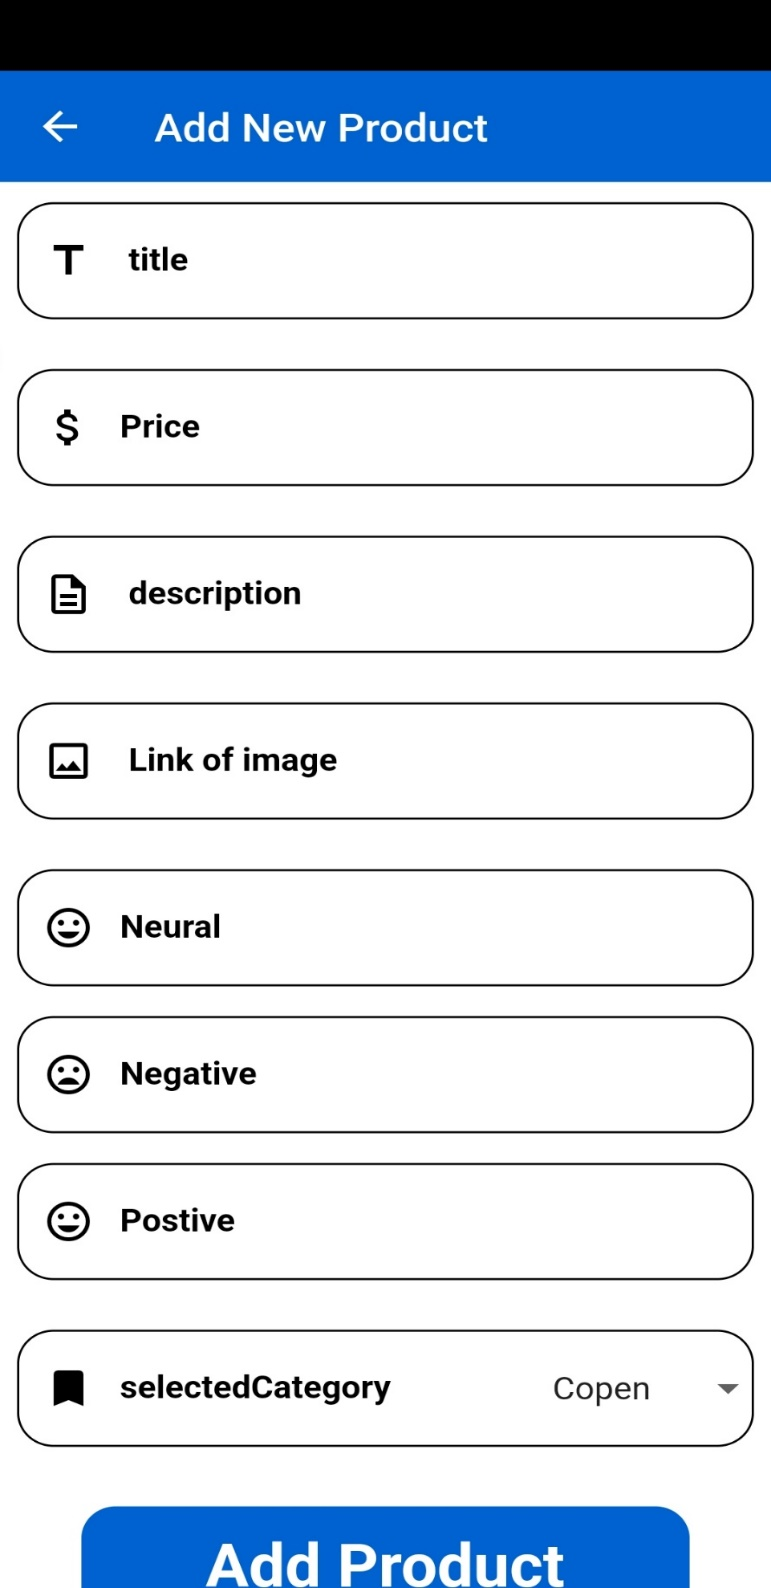 Add New Product
title
Price
description
Link of image
Neural
Negative
Postive
selectedCategory Copen
Add Product